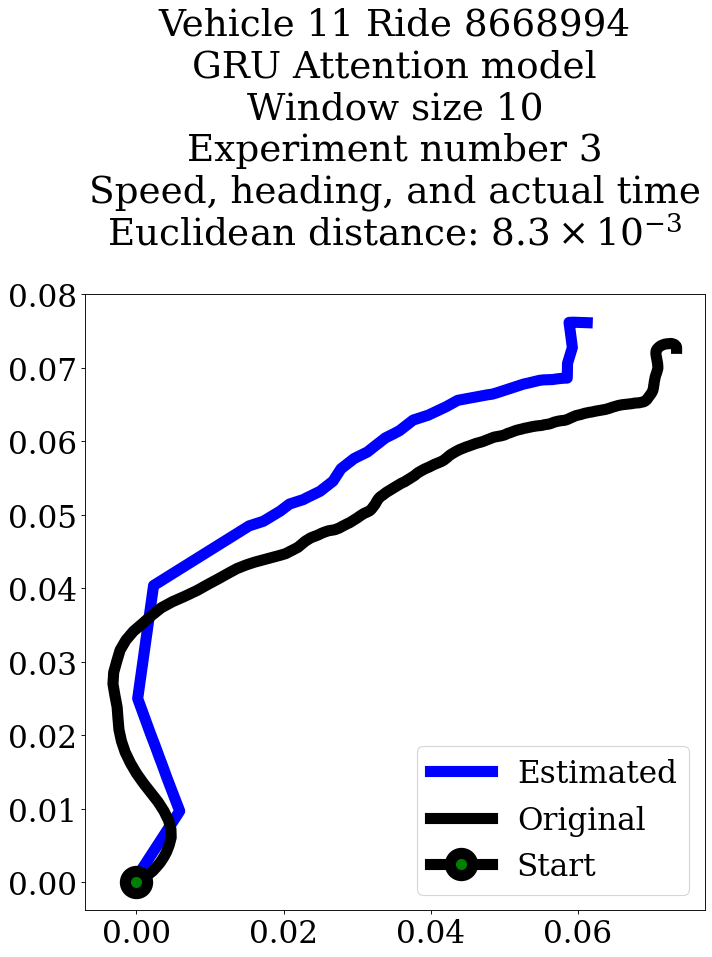 Vehicle 11 Ride 8668994
GRU Attention model
Window size 10
Experiment number 3
Speed, heading, and actual time
Euclidean distance: 8.3 × 10⁻³
0.08
0.07
0.06
0.05
0.04
0.03
0.02
0.01
0.00
Estimated
Original
Start
0.00 0.02 0.04 0.06